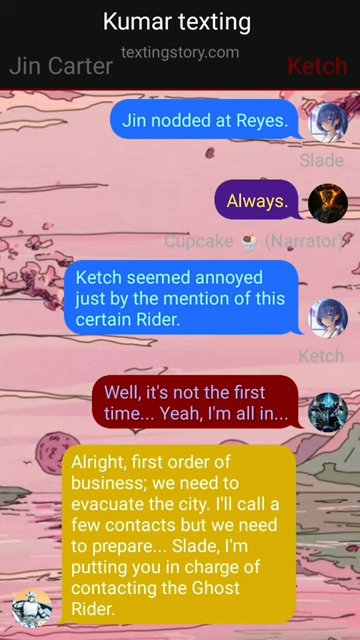 Kumar texting
textingstory.com
Jin Carter
Ketch
Jin nodded at Reyes.
Slade
Always.
Cupcake 🍨 (Narrator)
Ketch seemed annoyed
just by the mention of this
certain Rider.
Ketch
Well, it's not the first
time... Yeah, I'm all in...
Alright, first order of
business; we need to
evacuate the city. I'll call a
few contacts but we need
to prepare... Slade, I'm
putting you in charge of
contacting the Ghost
Rider.